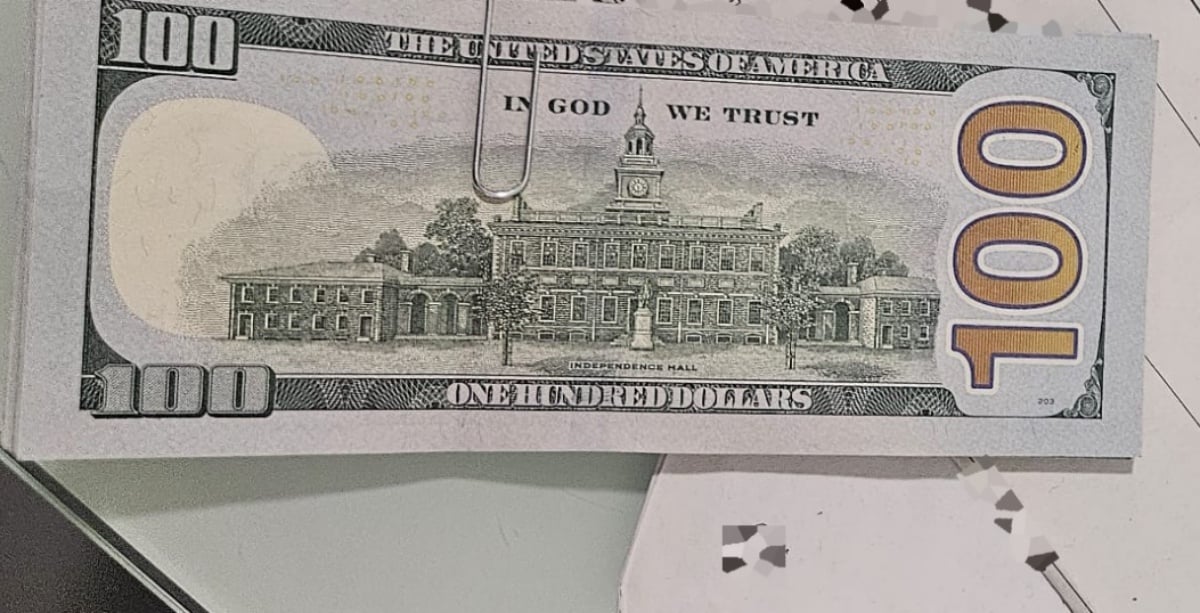 100
THE UNITED STATES OF AMERICA
IN GOD WE TRUST
100
INDEPENDENCE HALL
100
ONE HUNDRED DOLLARS
203